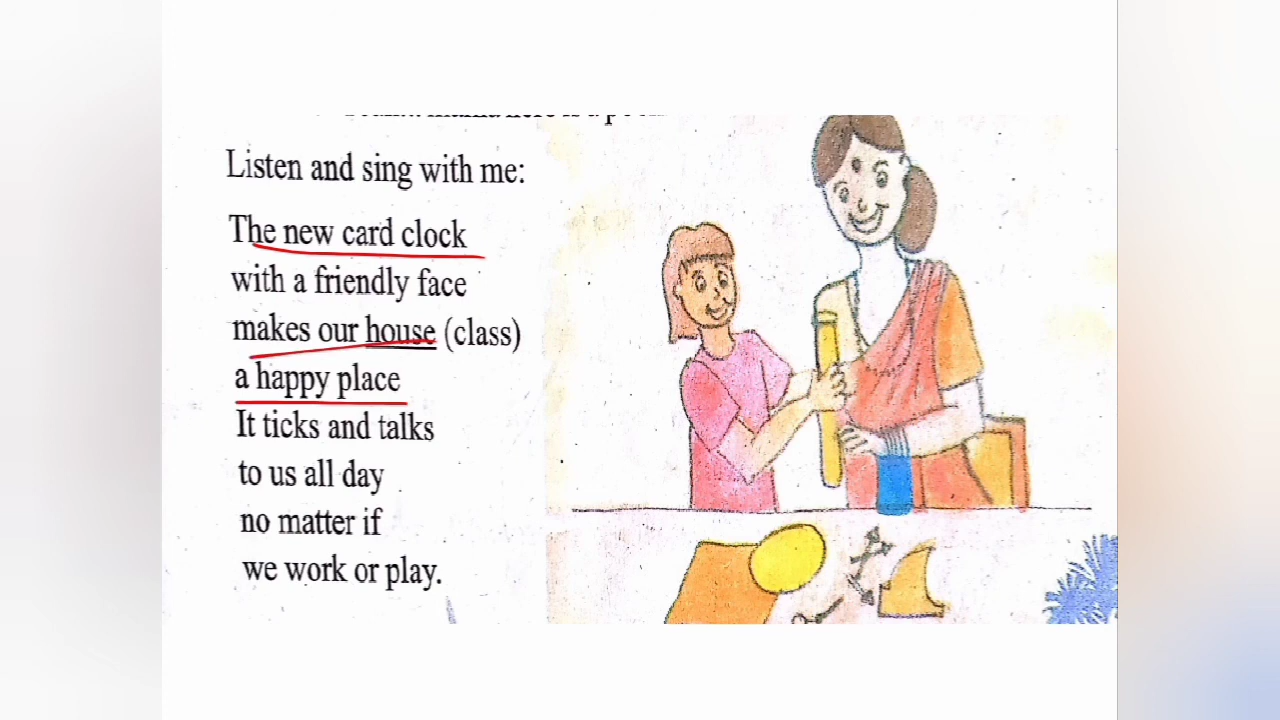 Listen and sing with me:
The new card clock
with a friendly face
makes our house (class)
a happy place
It ticks and talks
to us all day
no matter if
we work or play.